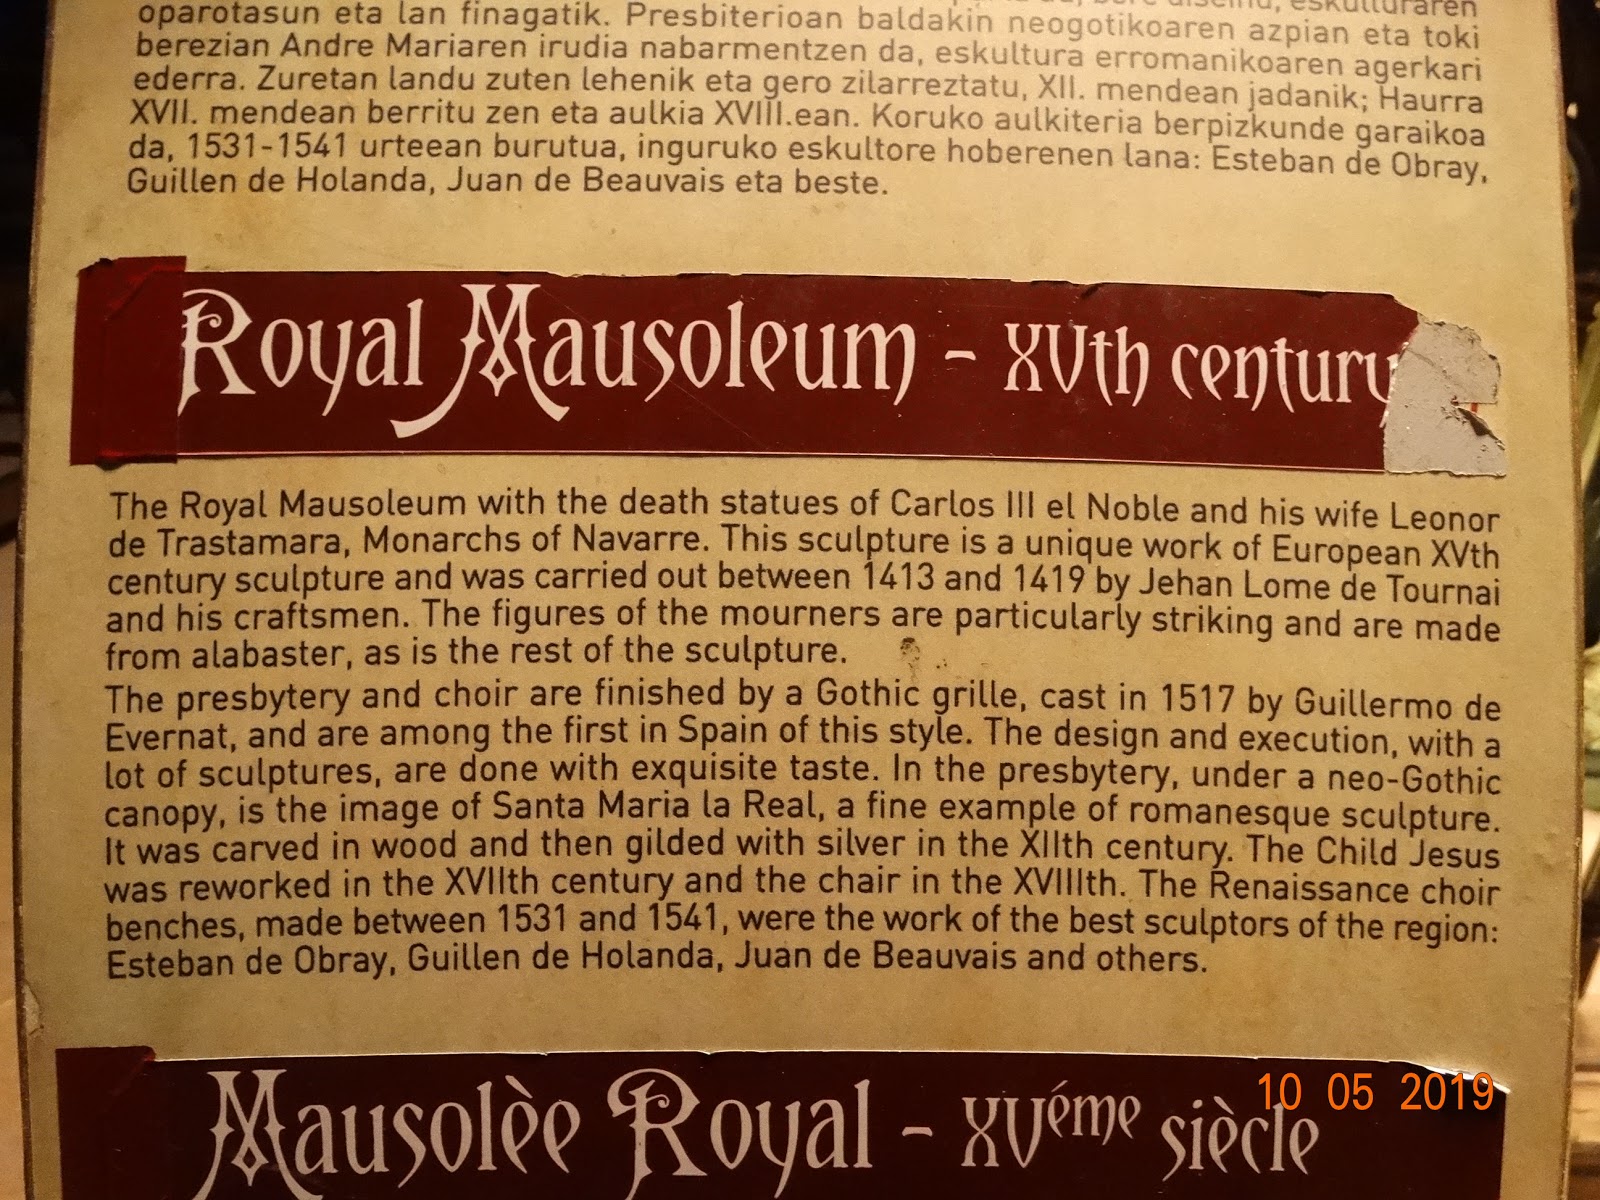 oparotasun eta lan finagatik. Presbiterioan baldakin neogotikoaren azpian eta toki
berezian Andre Mariaren irudia nabarmentzen da, eskultura erromanikoaren agerkari
ederra. Zuretan landu zuten lehenik eta gero zilarreztatu, XII. mendean jadanik; Haurra
XVII. mendean berritu zen eta aulkia XVIII.ean. Koruko aulkiteria berpizkunde garaikoa
da, 1531-1541 urteean burutua, inguruko eskultore hoberenen lana: Esteban de Obray,
Guillen de Holanda, Juan de Beauvais eta beste.
Royal Mausoleum - XVth century
The Royal Mausoleum with the death statues of Carlos III el Noble and his wife Leonor
de Trastamara, Monarchs of Navarre. This sculpture is a unique work of European XVth
century sculpture and was carried out between 1413 and 1419 by Jehan Lome de Tournai
and his craftsmen. The figures of the mourners are particularly striking and are made
from alabaster, as is the rest of the sculpture.
The presbytery and choir are finished by a Gothic grille, cast in 1517 by Guillermo de
Evernat, and are among the first in Spain of this style. The design and execution, with a
lot of sculptures, are done with exquisite taste. In the presbytery, under a neo-Gothic
canopy, is the image of Santa Maria la Real, a fine example of romanesque sculpture.
It was carved in wood and then gilded with silver in the XIIth century. The Child Jesus
was reworked in the XVIIth century and the chair in the XVIIIth. The Renaissance choir
benches, made between 1531 and 1541, were the work of the best sculptors of the region:
Esteban de Obray, Guillen de Holanda, Juan de Beauvais and others.
Mausolèe Royal - XVéme siècle
10 05 2019